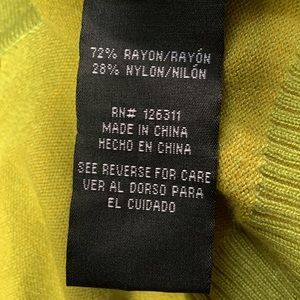 72% RAYON/RAYÓN
28% NYLON/NILÓN
RN# 126311
MADE IN CHINA
HECHO EN CHINA
SEE REVERSE FOR CARE
VER AL DORSO PARA
EL CUIDADO